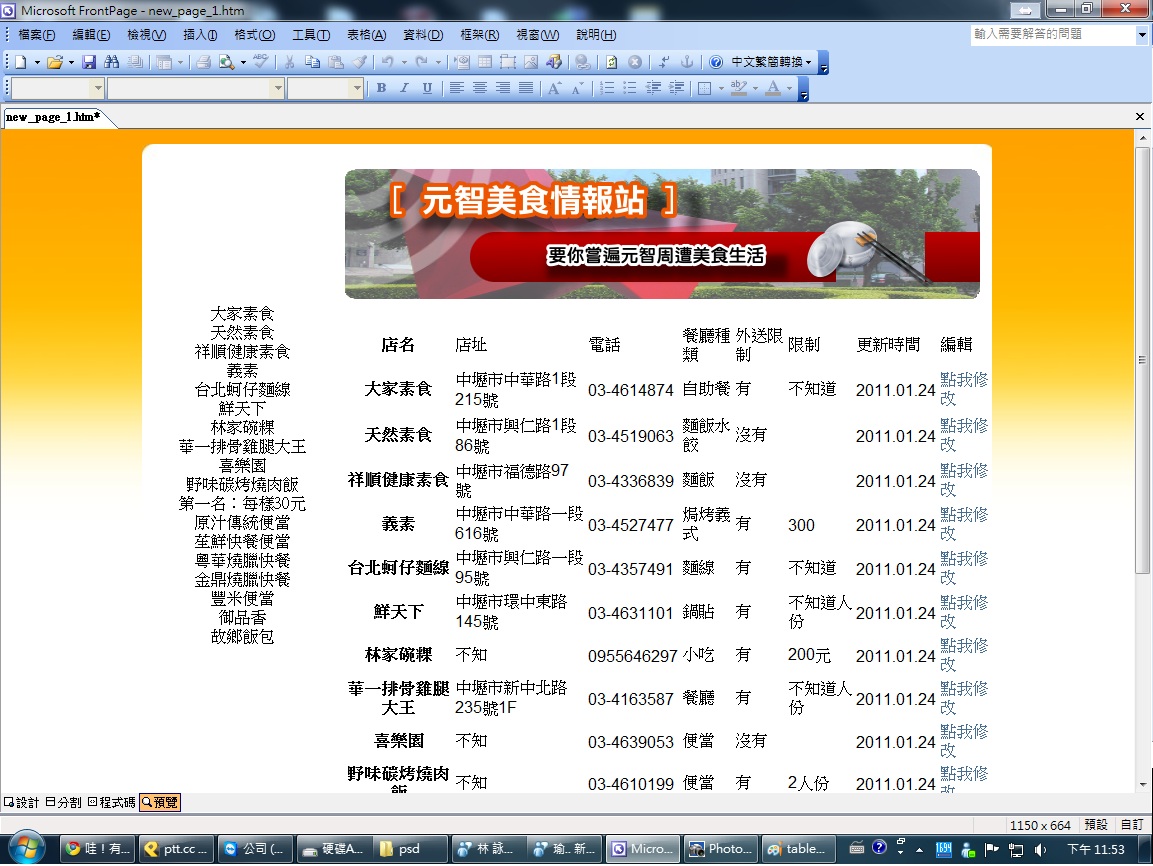 Microsoft FrontPage - new_page_1.htm
檔案(F) 編輯(E) 檢視(V) 插入(I) 格式(O) 工具(T) 表格(A) 資料(D) 框架(R) 視窗(W) 說明(H) 輸入需要解答的問題
中文繁簡轉換
B I U
new_page_1.htm*
[ 元智美食情報站 ]
要你嘗遍元智周遭美食生活
大家素食
天然素食
祥順健康素食
義素
台北蚵仔麵線
鮮天下
林家碗粿
華一排骨雞腿大王
喜樂園
野味碳烤燒肉飯
第一名：每樣30元
原汁傳統便當
荎鮮快餐便當
粵華燒臘快餐
金鼎燒臘快餐
豐米便當
御品香
故鄉飯包
店名 店址 電話 餐廳種類 外送限制 限制 更新時間 編輯
大家素食 中壢市中華路1段215號 03-4614874 自助餐 有 不知道 2011.01.24 點我修改
天然素食 中壢市興仁路1段86號 03-4519063 麵飯水餃 沒有 2011.01.24 點我修改
祥順健康素食 中壢市福德路97號 03-4336839 麵飯 沒有 2011.01.24 點我修改
義素 中壢市中華路一段616號 03-4527477 焗烤義式 有 300 2011.01.24 點我修改
台北蚵仔麵線 中壢市興仁路一段95號 03-4357491 麵線 有 不知道 2011.01.24 點我修改
鮮天下 中壢市環中東路145號 03-4631101 鍋貼 有 不知道人份 2011.01.24 點我修改
林家碗粿 不知 0955646297 小吃 有 200元 2011.01.24 點我修改
華一排骨雞腿大王 中壢市新中北路235號1F 03-4163587 餐廳 有 不知道人份 2011.01.24 點我修改
喜樂園 不知 03-4639053 便當 沒有 2011.01.24 點我修改
野味碳烤燒肉飯 不知 03-4610199 便當 有 2人份 2011.01.24 點我修改
設計 分割 程式碼 預覽
1150 x 664 預設 自訂
哇！有... ptt.cc ... 公司 (... 硬碟A... psd 林 詠... 瑜.. 新... Micro... Photo... table... 下午 11:53